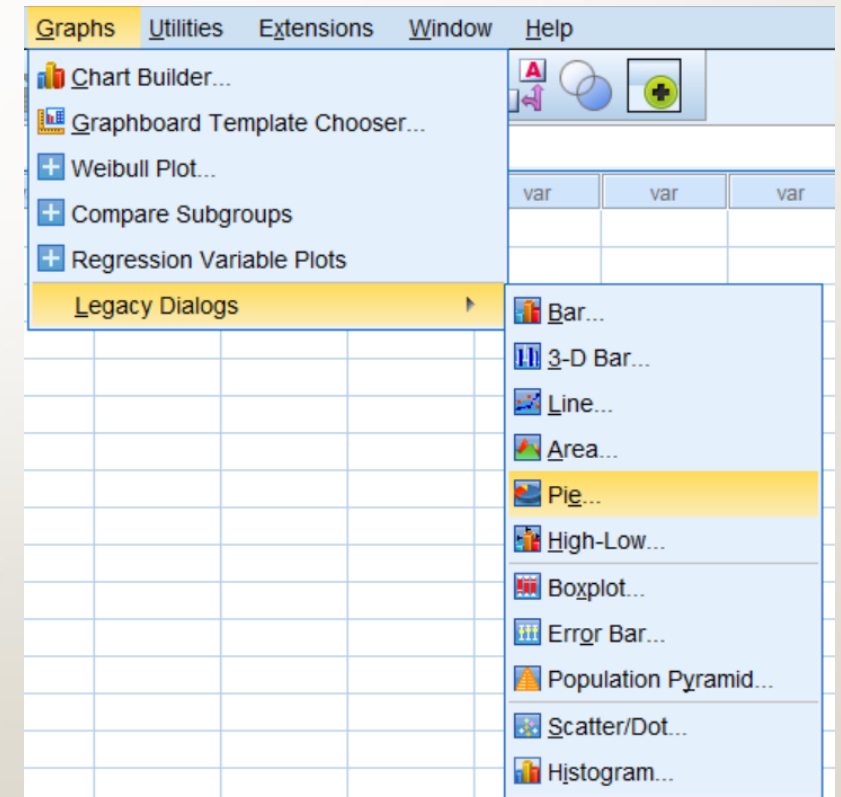 Graphs Utilities Extensions Window Help
Chart Builder...
Graphboard Template Chooser...
Weibull Plot...
Compare Subgroups
Regression Variable Plots
Legacy Dialogs
A
var var var
Bar...
3-D Bar...
Line...
Area...
Pie...
High-Low...
Boxplot...
Error Bar...
Population Pyramid...
Scatter/Dot...
Histogram...